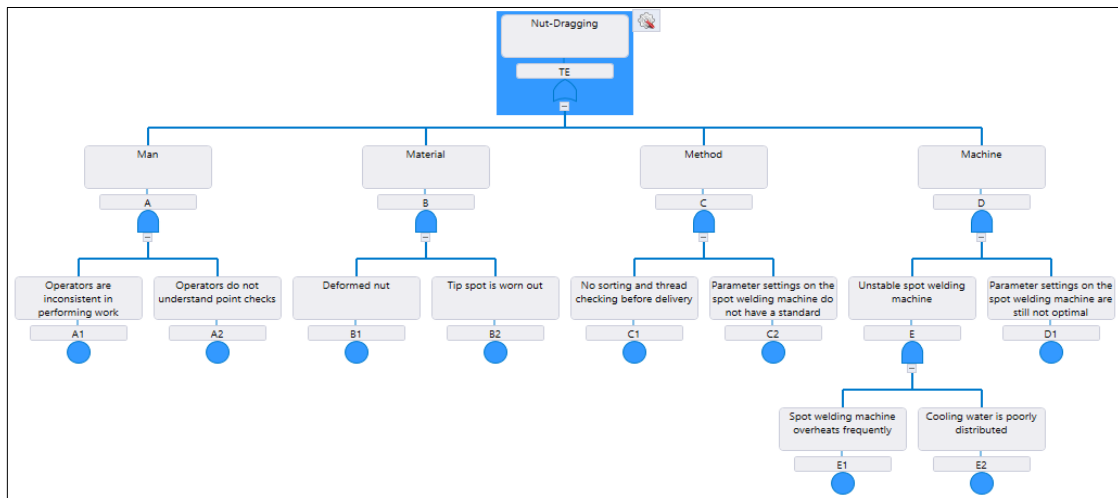 Nut-Dragging
TE
Man
A
Material
B
Method
C
Machine
D
Operators are
inconsistent in
performing work
A1
Operators do not
understand point checks
A2
Deformed nut
B1
Tip spot is worn out
B2
No sorting and thread
checking before delivery
C1
Parameter settings on the
spot welding machine do
not have a standard
C2
Unstable spot welding
machine
E
Parameter settings on the
spot welding machine are
still not optimal
D1
Spot welding machine
overheats frequently
E1
Cooling water is poorly
distributed
E2